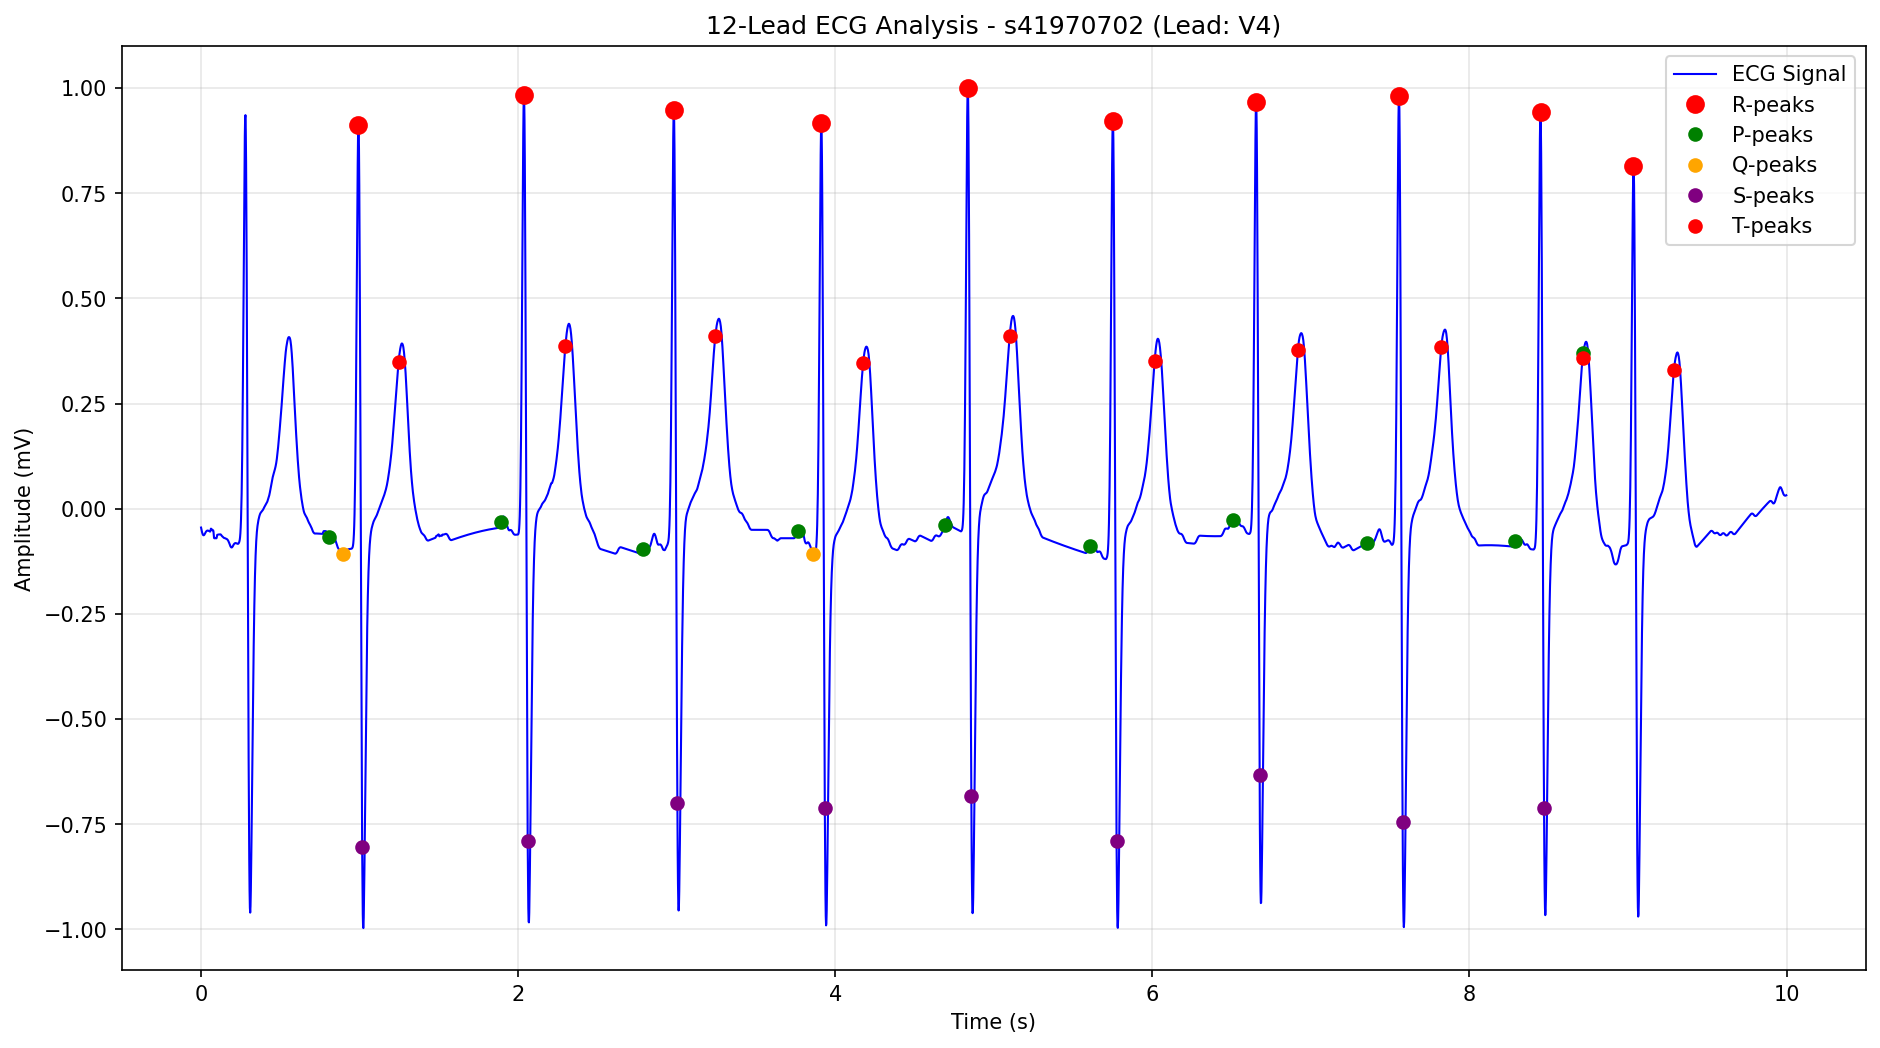 12-Lead ECG Analysis - s41970702 (Lead: V4)
ECG Signal
R-peaks
P-peaks
Q-peaks
S-peaks
T-peaks
1.00
0.75
0.50
0.25
0.00
−0.25
−0.50
−0.75
−1.00
Amplitude (mV)
0 2 4 6 8 10
Time (s)